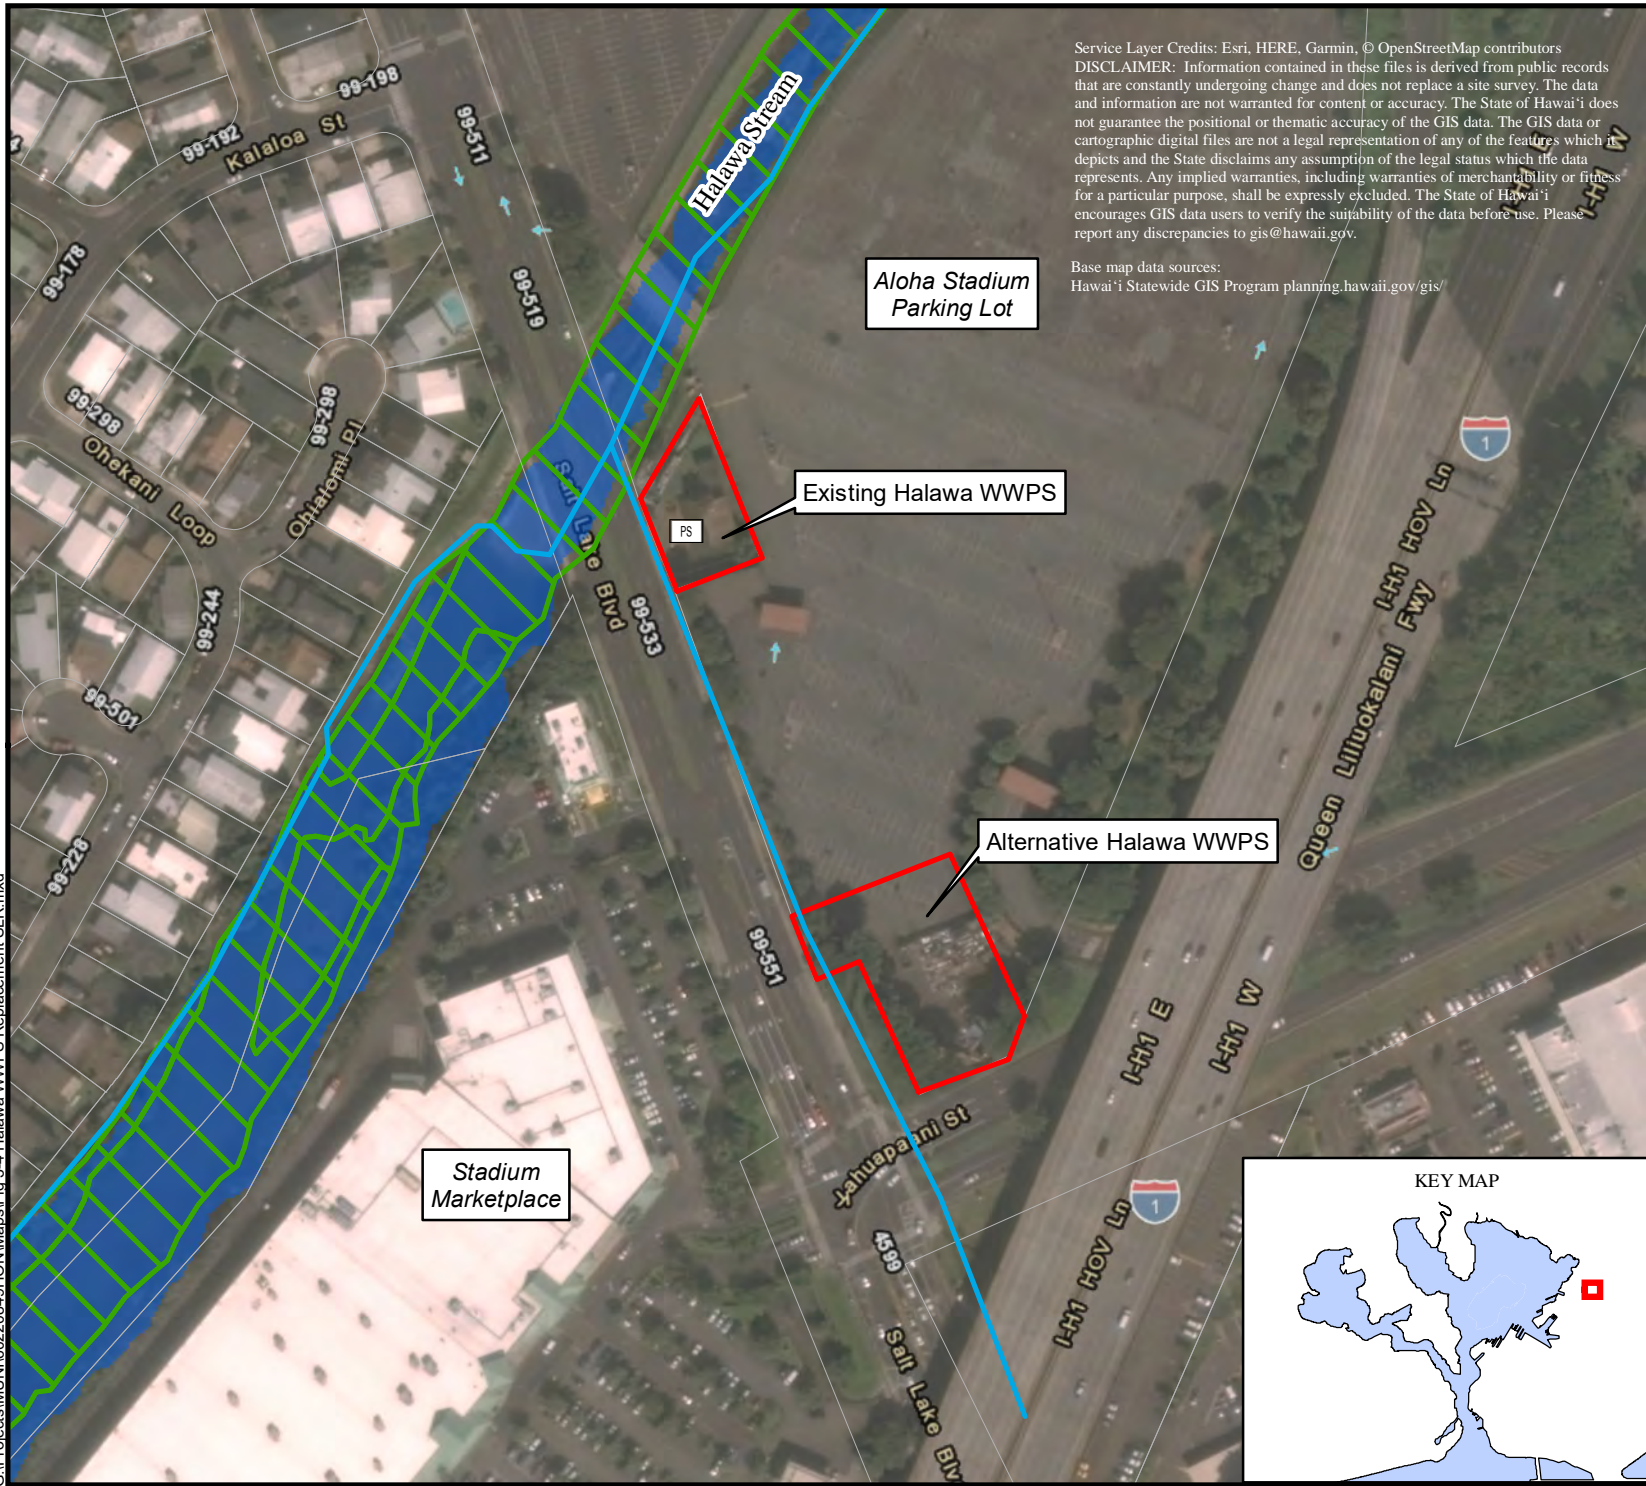 Service Layer Credits: Esri, HERE, Garmin, © OpenStreetMap contributors
DISCLAIMER: Information contained in these files is derived from public records
that are constantly undergoing change and does not replace a site survey. The data
and information are not warranted for content or accuracy. The State of Hawai‘i does
not guarantee the positional or thematic accuracy of the GIS data. The GIS data or
cartographic digital files are not a legal representation of any of the features which it
depicts and the State disclaims any assumption of the legal status which the data
represents. Any implied warranties, including warranties of merchantability or fitness
for a particular purpose, shall be expressly excluded. The State of Hawai‘i
encourages GIS data users to verify the suitability of the data before use. Please
report any discrepancies to gis@hawaii.gov.
Base map data sources:
Hawai‘i Statewide GIS Program planning.hawaii.gov/gis/
I-H1 E
I-H1 W
99-198
99-192
Kalaloa St
99-511
Halawa Stream
99-178
99-519
Aloha Stadium
Parking Lot
99-298
99-298
Ohekani Loop
Ohialomi Pl
Salt Lake Blvd
Existing Halawa WWPS
PS
1
I-H1 HOV Ln
99-244
99-533
Queen Liliuokalani Fwy
99-501
Alternative Halawa WWPS
99-228
99-551
I-H1 E
I-H1 W
Kahuapaani St
Stadium
Marketplace
1
I-H1 HOV Ln
4599
Salt Lake Blv
KEY MAP